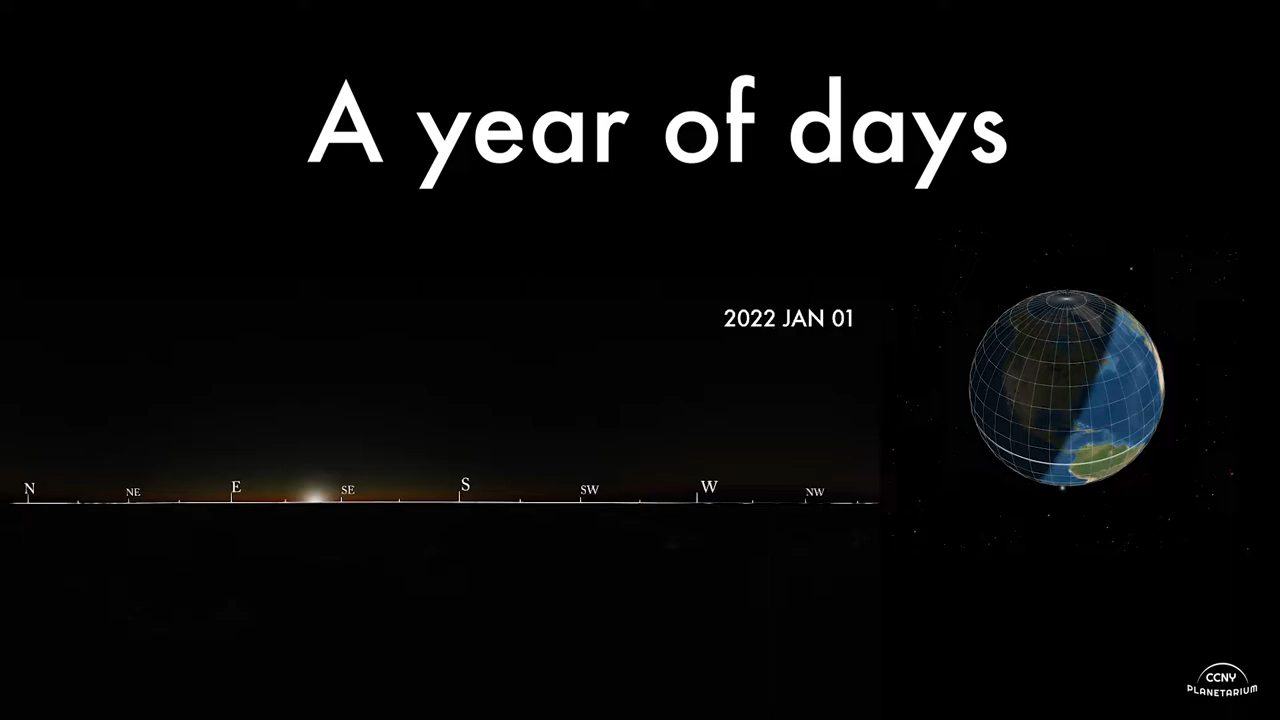 A year of days
2022 JAN 01
N NE E SE S SW W NW
CCNY
PLANETARIUM